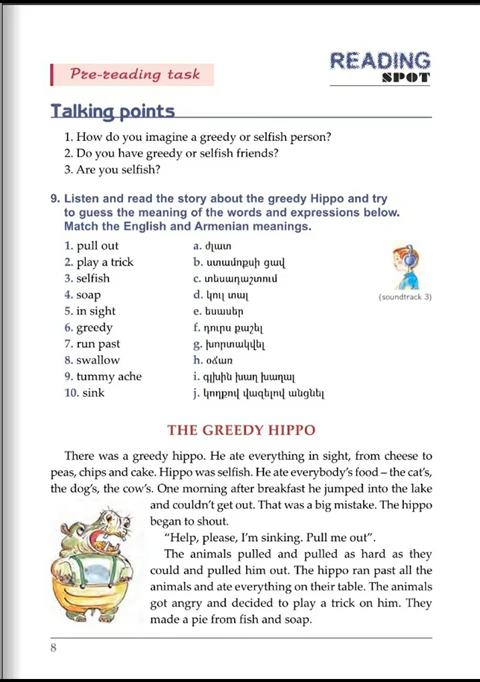 Pre-reading task
READING
SPOT
Talking points
1. How do you imagine a greedy or selfish person?
2. Do you have greedy or selfish friends?
3. Are you selfish?
9. Listen and read the story about the greedy Hippo and try
to guess the meaning of the words and expressions below.
Match the English and Armenian meanings.
1. pull out a. ժլատ
2. play a trick b. ստամոքսի ցավ
3. selfish c. տեսադաշտում
4. soap d. կուլ տալ
5. in sight e. եսասեր
6. greedy f. դուրս քաշել
7. run past g. խորտակվել
8. swallow h. օճառ
9. tummy ache i. գլխին խաղ խաղալ
10. sink j. կողքով վազելով անցնել
(soundtrack 3)
THE GREEDY HIPPO
There was a greedy hippo. He ate everything in sight, from cheese to
peas, chips and cake. Hippo was selfish. He ate everybody's food – the cat's,
the dog's, the cow's. One morning after breakfast he jumped into the lake
and couldn't get out. That was a big mistake. The hippo
began to shout.
"Help, please, I'm sinking. Pull me out".
The animals pulled and pulled as hard as they
could and pulled him out. The hippo ran past all the
animals and ate everything on their table. The animals
got angry and decided to play a trick on him. They
made a pie from fish and soap.
8